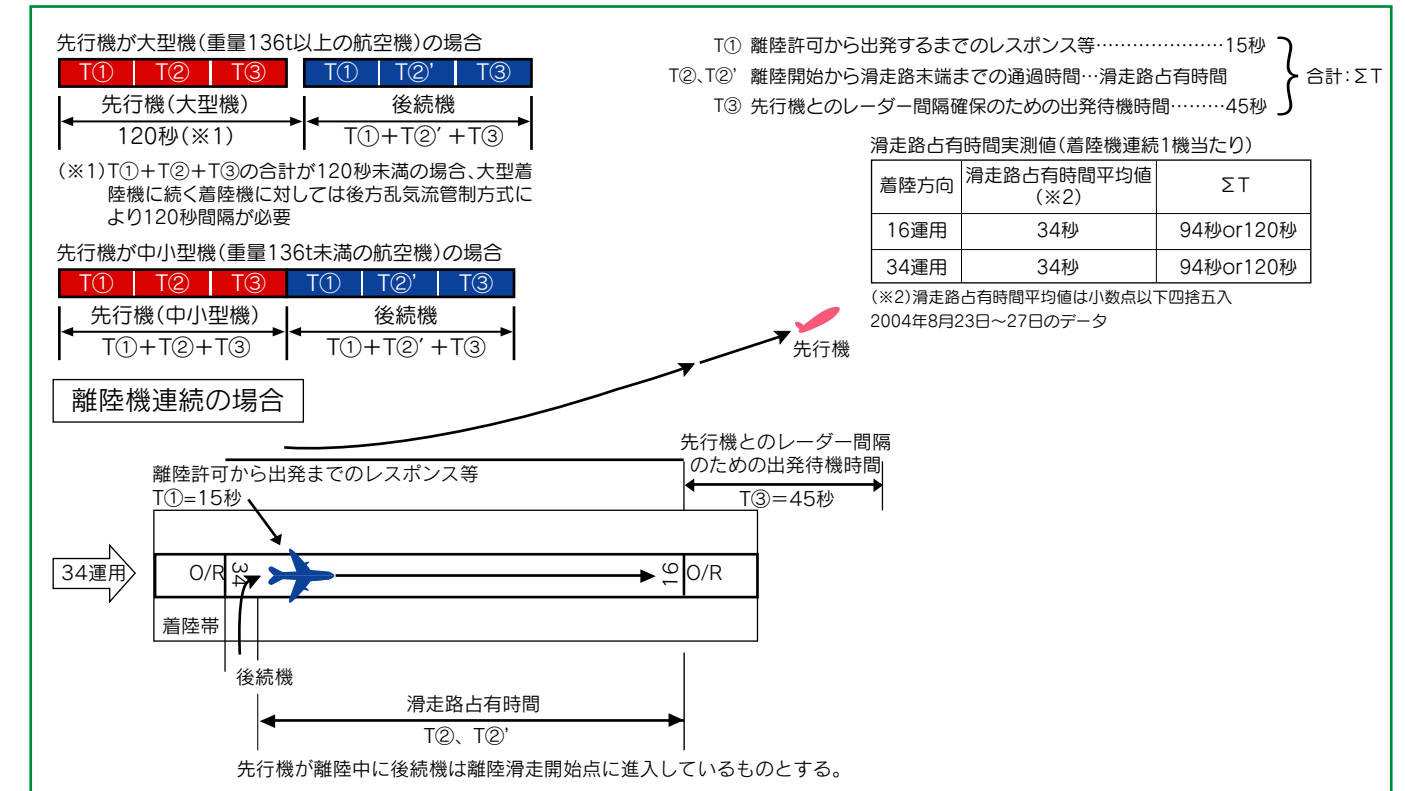 先行機が大型機(重量136t以上の航空機)の場合
T① T② T③ T① T②' T③
先行機(大型機) 後続機
120秒(※1) T①+T②′+T③
(※1)T①+T②+T③の合計が120秒未満の場合、大型着
陸機に続く着陸機に対しては後方乱気流管制方式に
より120秒間隔が必要
先行機が中小型機(重量136t未満の航空機)の場合
T① T② T③ T① T②' T③
先行機(中小型機) 後続機
T①+T②+T③ T①+T②′+T③
T① 離陸許可から出発するまでのレスポンス等…………………15秒
T②、T②’ 離陸開始から滑走路末端までの通過時間…滑走路占有時間
T③ 先行機とのレーダー間隔確保のための出発待機時間………45秒
合計:ΣT
滑走路占有時間実測値(着陸機連続1機当たり)
着陸方向 滑走路占有時間平均値(※2) ΣT
16運用 34秒 94秒or120秒
34運用 34秒 94秒or120秒
(※2)滑走路占有時間平均値は小数点以下四捨五入
2004年8月23日〜27日のデータ
先行機
離陸機連続の場合
先行機とのレーダー間隔
のための出発待機時間
T③=45秒
離陸許可から出発までのレスポンス等
T①=15秒
34運用
O/R 34 16 O/R
着陸帯
後続機
滑走路占有時間
T②、T②’
先行機が離陸中に後続機は離陸滑走開始点に進入しているものとする。